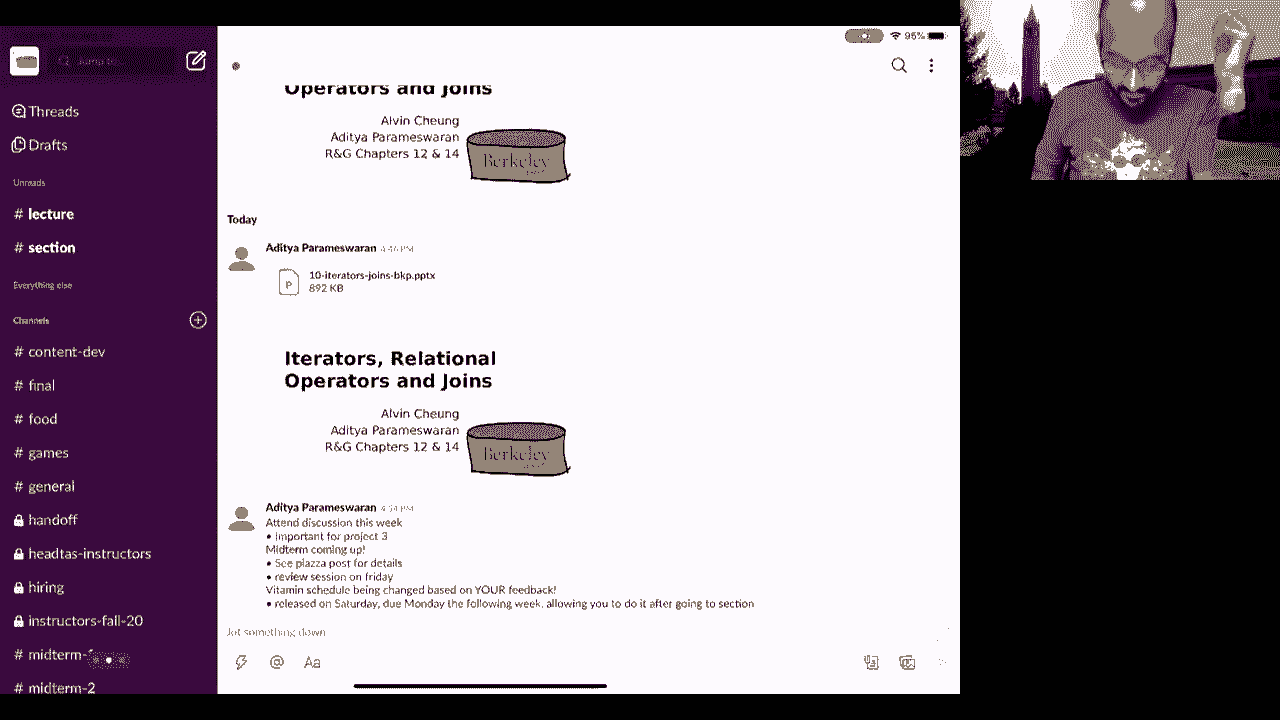 95%
Threads
Drafts
Unreads
# lecture
# section
Everything else
Channels
# content-dev
# final
# food
# games
# general
# handoff
headtas-instructors
hiring
instructors-fall-20
# midterm-
# midterm-2
Operators and Joins
Alvin Cheung
Aditya Parameswaran
R&G Chapters 12 & 14
Berkeley
Today
Aditya Parameswaran 4:46 PM
10-iterators-joins-bkp.pptx
P
892 KB
Iterators, Relational
Operators and Joins
Alvin Cheung
Aditya Parameswaran
R&G Chapters 12 & 14
Berkeley
Aditya Parameswaran 4:54 PM
Attend discussion this week
• Important for project 3
Midterm coming up!
• See piazza post for details
• review session on friday
Vitamin schedule being changed based on YOUR feedback!
• released on Saturday, due Monday the following week, allowing you to do it after going to section
Jot something down
@
Aa